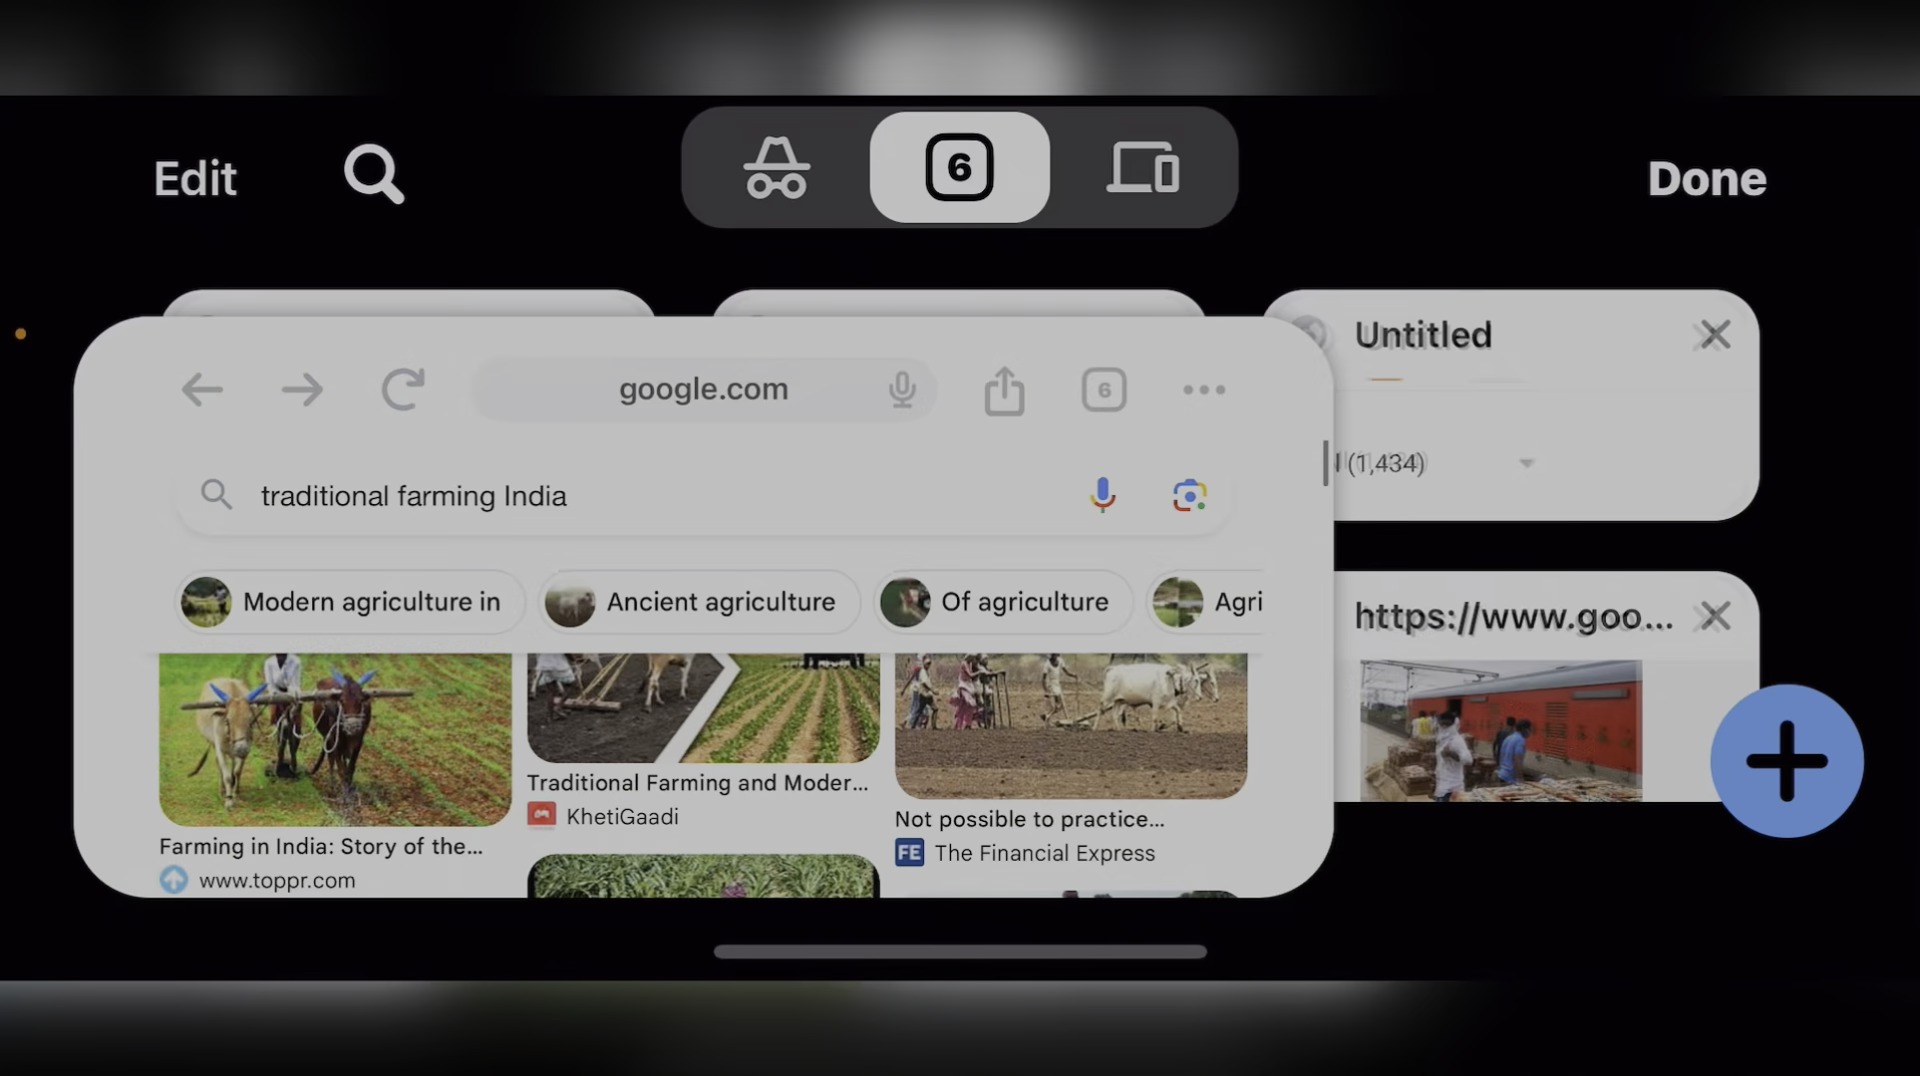 Edit
6
Done
Untitled
google.com
6
(1,434)
traditional farming India
Modern agriculture in
Ancient agriculture
Of agriculture
Agri
https://www.goo...
Traditional Farming and Moder...
KhetiGaadi
Not possible to practice...
FE The Financial Express
Farming in India: Story of the...
www.toppr.com